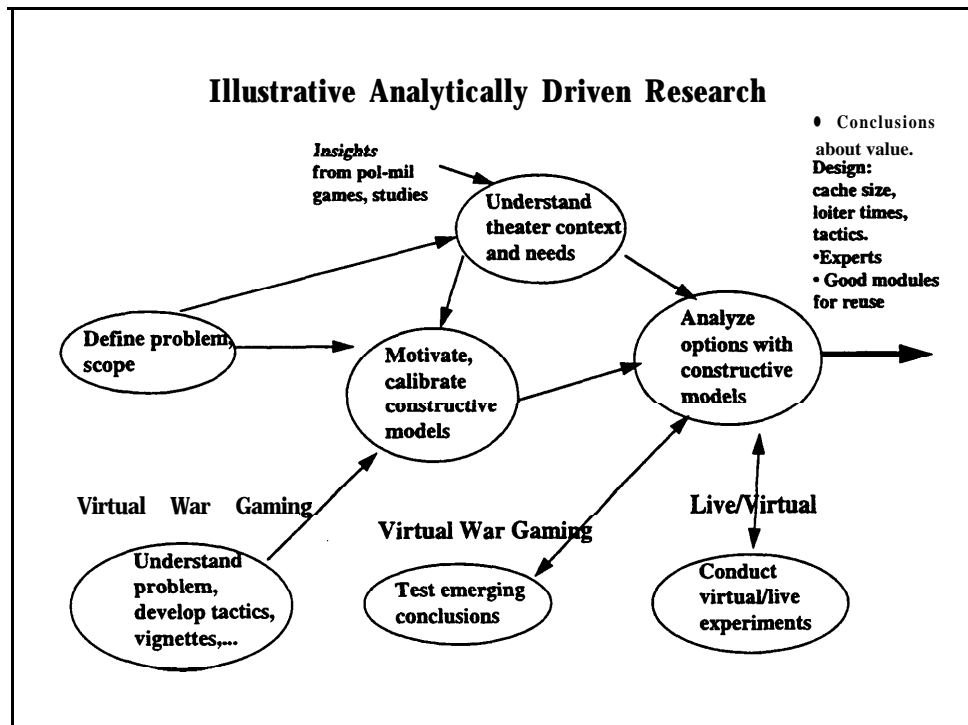 Illustrative Analytically Driven Research
Insights
from pol-mil
games, studies
• Conclusions
about value.
Design:
cache size,
loiter times,
tactics.
•Experts
• Good modules
for reuse
Understand
theater context
and needs
Define problem,
scope
Motivate,
calibrate
constructive
models
Analyze
options with
constructive
models
Virtual War Gaming
Virtual War Gaming
Live/Virtual
Understand
problem,
develop tactics,
vignettes,...
Test emerging
conclusions
Conduct
virtual/live
experiments